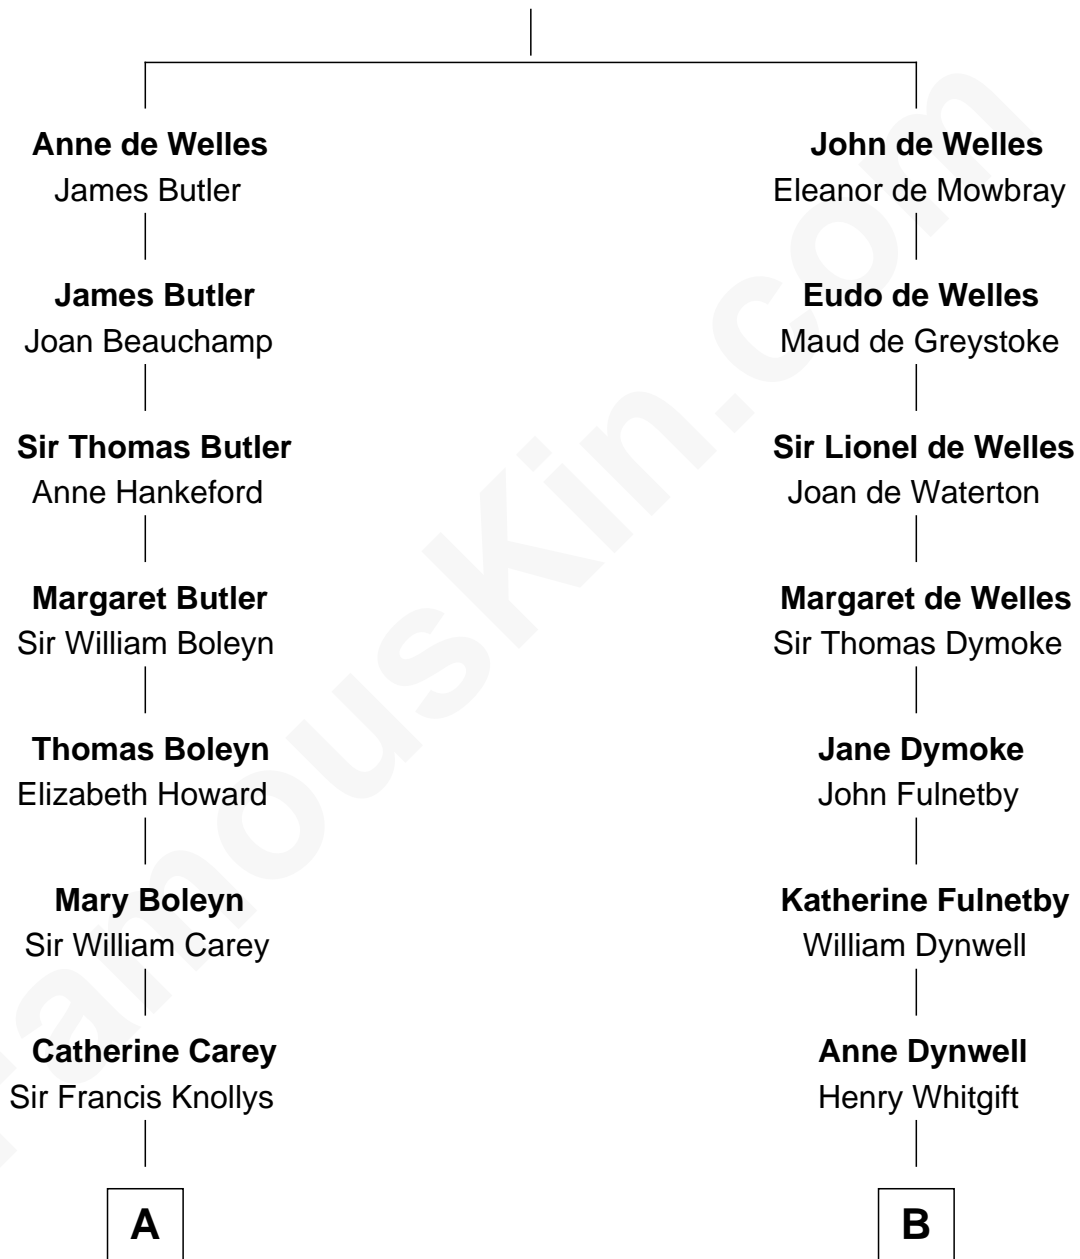 Anne de Welles
James Butler
James Butler
Joan Beauchamp
Sir Thomas Butler
Anne Hankeford
Margaret Butler
Sir William Boleyn
Thomas Boleyn
Elizabeth Howard
Mary Boleyn
Sir William Carey
Catherine Carey
Sir Francis Knollys
A
John de Welles
Eleanor de Mowbray
Eudo de Welles
Maud de Greystoke
Sir Lionel de Welles
Joan de Waterton
Margaret de Welles
Sir Thomas Dymoke
Jane Dymoke
John Fulnetby
Katherine Fulnetby
William Dynwell
Anne Dynwell
Henry Whitgift
B
famouskin.com